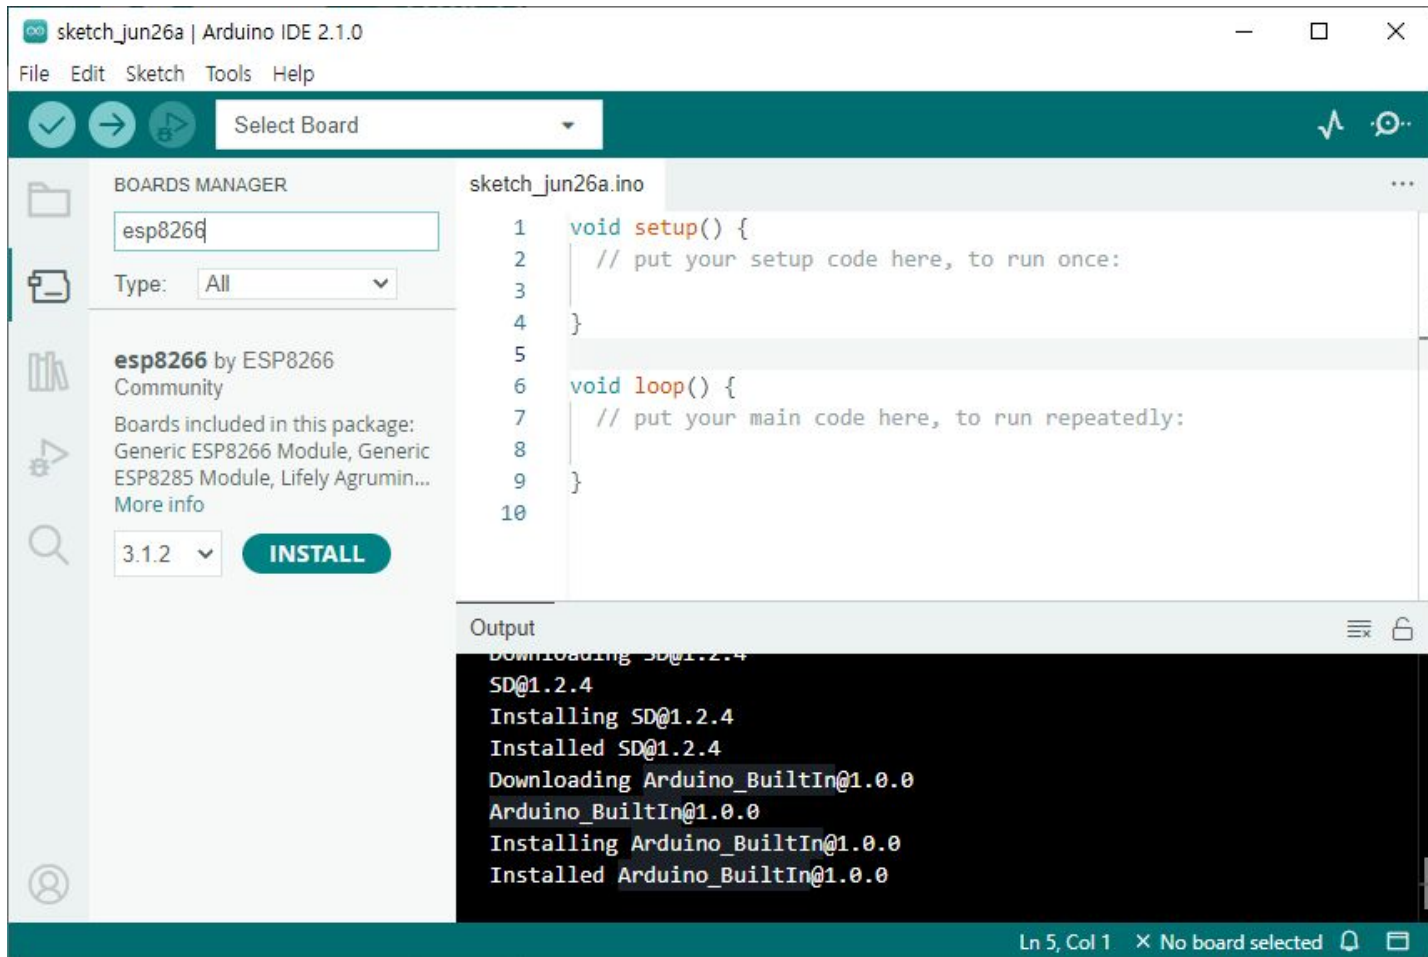 sketch_jun26a | Arduino IDE 2.1.0
File Edit Sketch Tools Help
Select Board
BOARDS MANAGER
esp8266
Type: All
esp8266 by ESP8266
Community
Boards included in this package:
Generic ESP8266 Module, Generic
ESP8285 Module, Lifely Agrumin...
More info
3.1.2 INSTALL
sketch_jun26a.ino
1 void setup() {
2 // put your setup code here, to run once:
3
4 }
5
6 void loop() {
7 // put your main code here, to run repeatedly:
8
9 }
10
Output
Downloading SD@1.2.4
SD@1.2.4
Installing SD@1.2.4
Installed SD@1.2.4
Downloading Arduino_BuiltIn@1.0.0
Arduino_BuiltIn@1.0.0
Installing Arduino_BuiltIn@1.0.0
Installed Arduino_BuiltIn@1.0.0
Ln 5, Col 1 × No board selected